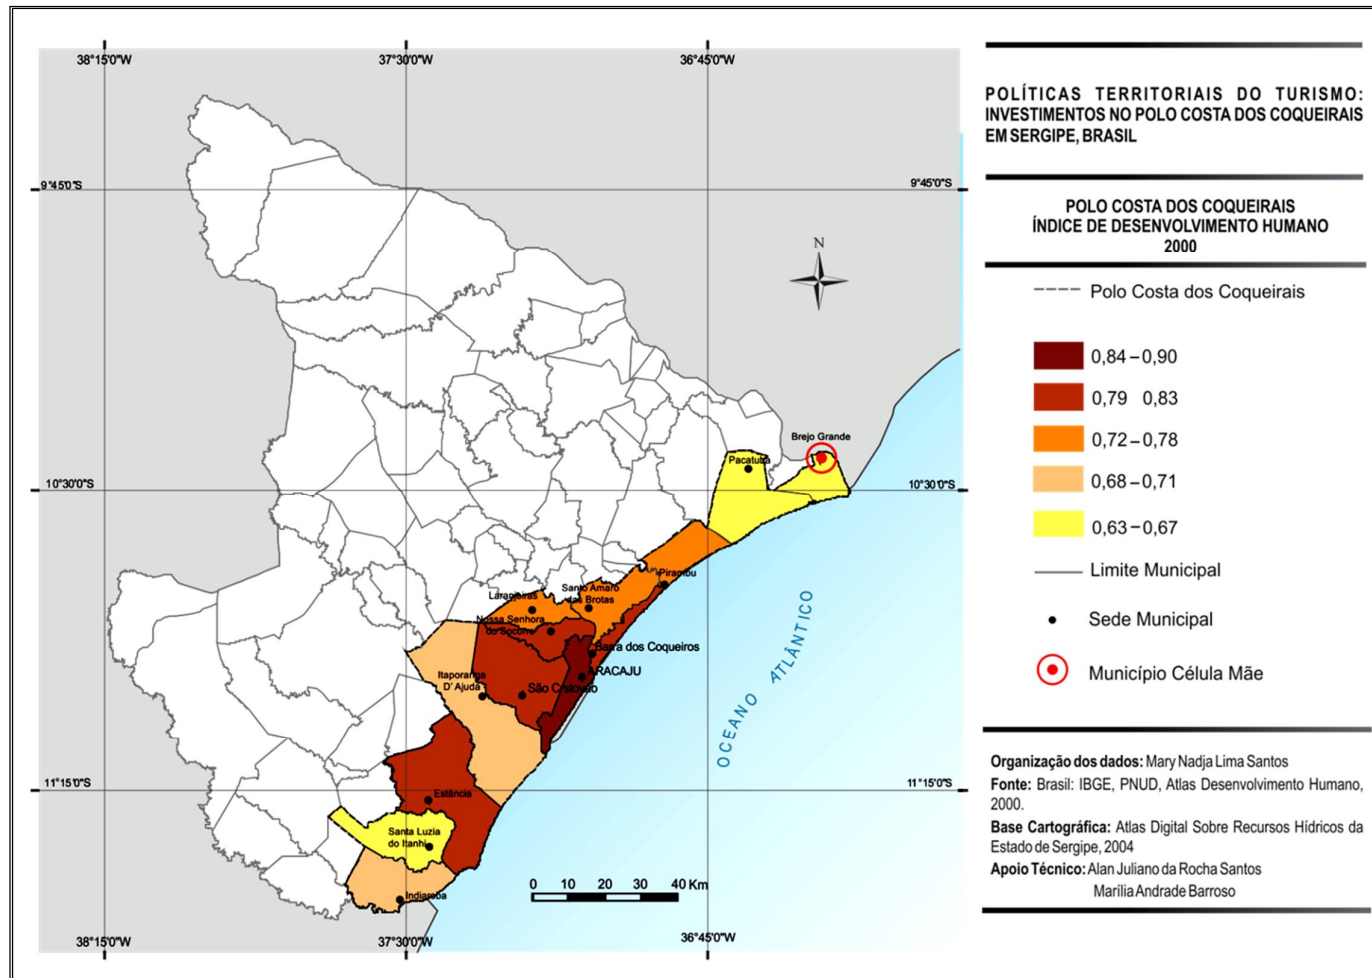 38°15'0"W
37°30'0"W
36°45'0"W
9°45'0"S
9°45'0"S
N
Brejo Grande
Pacatuba
10°30'0"S
10°30'0"S
Pirambu
Santo Amaro
das Brotas
Laranjeiras
Nossa Senhora
do Socorro
Barra dos Coqueiros
ARACAJU
Itaporanga
D' Ajuda
São Cristovão
OCEANO ATLÂNTICO
11°15'0"S
11°15'0"S
Estância
Santa Luzia
do Itanhi
Indiaroba
0 10 20 30 40 Km
38°15'0"W
37°30'0"W
36°45'0"W
POLÍTICAS TERRITORIAIS DO TURISMO:
INVESTIMENTOS NO POLO COSTA DOS COQUEIRAIS
EM SERGIPE, BRASIL
POLO COSTA DOS COQUEIRAIS
ÍNDICE DE DESENVOLVIMENTO HUMANO
2000
Polo Costa dos Coqueirais
0,84 – 0,90
0,79 0,83
0,72 – 0,78
0,68 – 0,71
0,63 – 0,67
Limite Municipal
Sede Municipal
Município Célula Mãe
Organização dos dados: Mary Nadja Lima Santos
Fonte: Brasil: IBGE, PNUD, Atlas Desenvolvimento Humano,
2000.
Base Cartográfica: Atlas Digital Sobre Recursos Hídricos da
Estado de Sergipe, 2004
Apoio Técnico: Alan Juliano da Rocha Santos
Marília Andrade Barroso